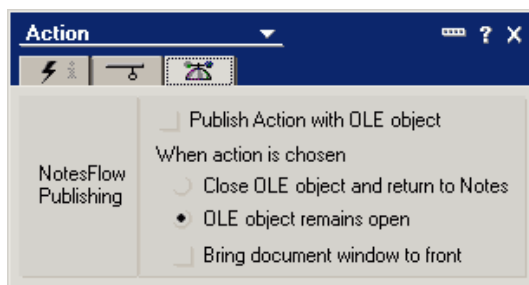 Action
? X
i
Publish Action with OLE object
When action is chosen
NotesFlow
Publishing
Close OLE object and return to Notes
OLE object remains open
Bring document window to front